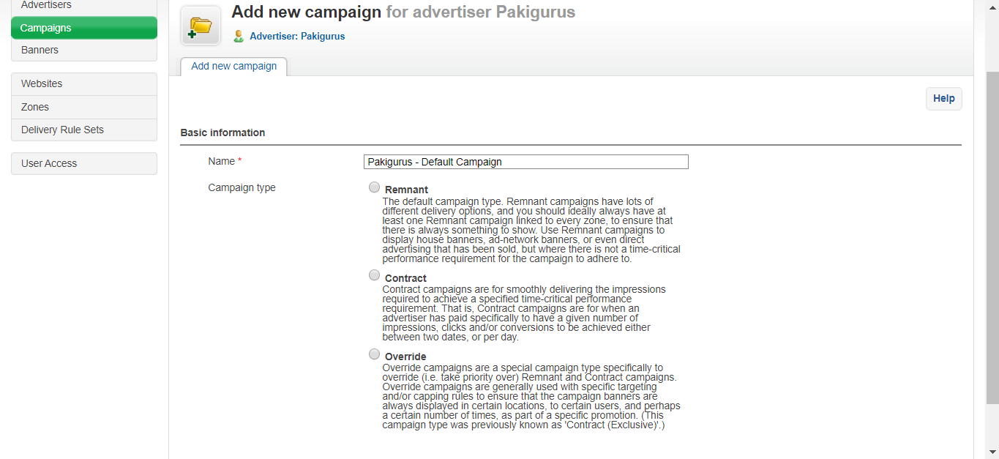 Advertisers
Campaigns
Banners
Websites
Zones
Delivery Rule Sets
User Access
Add new campaign for advertiser Pakigurus
Advertiser: Pakigurus
Add new campaign
Help
Basic information
Name *
Pakigurus - Default Campaign
Campaign type
Remnant
The default campaign type. Remnant campaigns have lots of
different delivery options, and you should ideally always have at
least one Remnant campaign linked to every zone, to ensure that
there is always something to show. Use Remnant campaigns to
display house banners, ad-network banners, or even direct
advertising that has been sold, but where there is not a time-critical
performance requirement for the campaign to adhere to.
Contract
Contract campaigns are for smoothly delivering the impressions
required to achieve a specified time-critical performance
requirement. That is, Contract campaigns are for when an
advertiser has paid specifically to have a given number of
impressions, clicks and/or conversions to be achieved either
between two dates, or per day.
Override
Override campaigns are a special campaign type specifically to
override (i.e. take priority over) Remnant and Contract campaigns.
Override campaigns are generally used with specific targeting
and/or capping rules to ensure that the campaign banners are
always displayed in certain locations, to certain users, and perhaps
a certain number of times, as part of a specific promotion. (This
campaign type was previously known as 'Contract (Exclusive)'.)